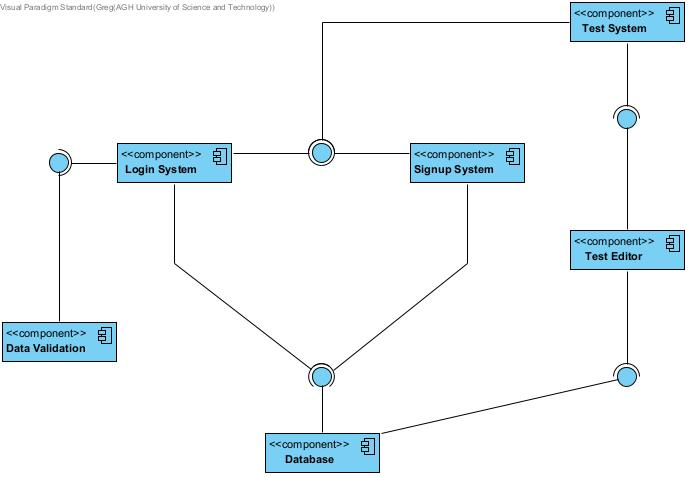 Visual Paradigm Standard(Greg(AGH University of Science and Technology))
<<component>>
Test System
<<component>>
Login System
<<component>>
Signup System
<<component>>
Test Editor
<<component>>
Data Validation
<<component>>
Database